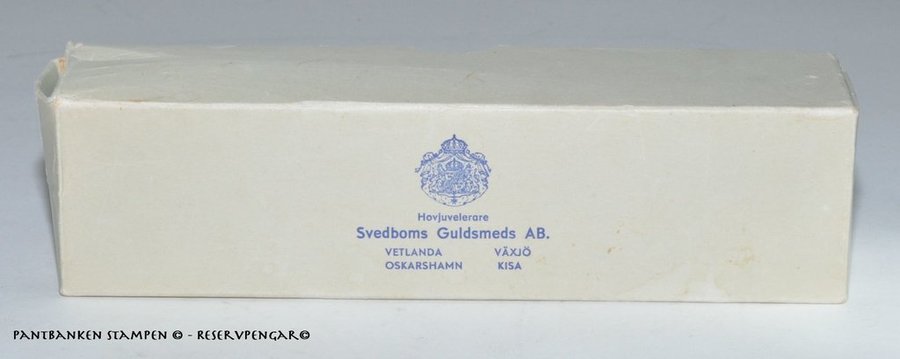 Hovjuvelerare
Svedboms Guldsmeds AB.
VETLANDA VÄXJÖ
OSKARSHAMN KISA
PANTBANKEN STAMPEN © - RESERVPENGAR©